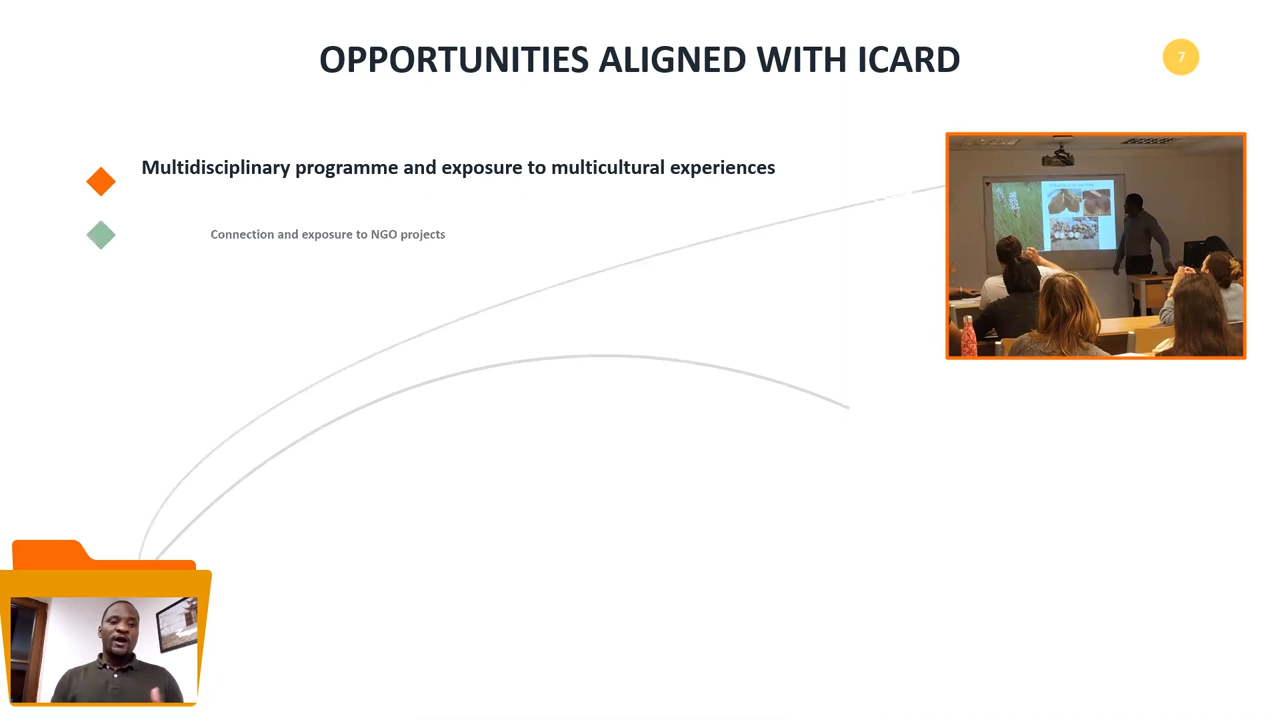 OPPORTUNITIES ALIGNED WITH ICARD
7
Multidisciplinary programme and exposure to multicultural experiences
Connection and exposure to NGO projects